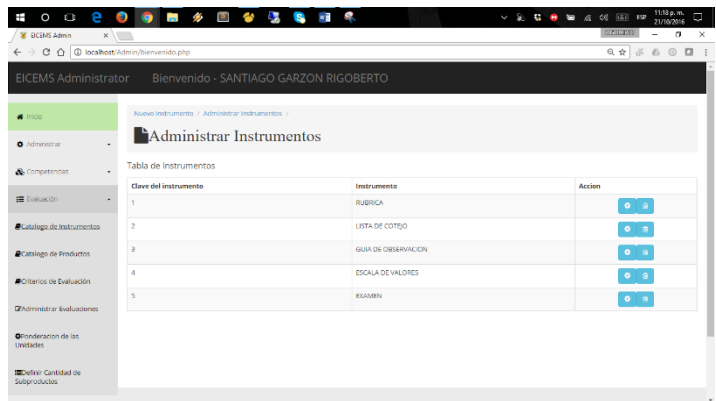 11:18 p. m.
ESP
21/10/2016
EICEMS Admin
localhost/Admin/bienvenido.php
EICEMS Administrator Bienvenido - SANTIAGO GARZON RIGOBERTO
Inicio
Administrar
Competencias
Evaluación
Catalogo de Instrumentos
Catalogo de Productos
Criterios de Evaluación
Administrar Evaluaciones
Ponderacion de las
Unidades
Definir Cantidad de
Subproductos
Nuevo Instrumento / Administrar Instrumentos /
Administrar Instrumentos
Tabla de Instrumentos
Clave del instrumento Instrumento Accion
1 RUBRICA
2 LISTA DE COTEJO
3 GUIA DE OBSERVACION
4 ESCALA DE VALORES
5 EXAMEN